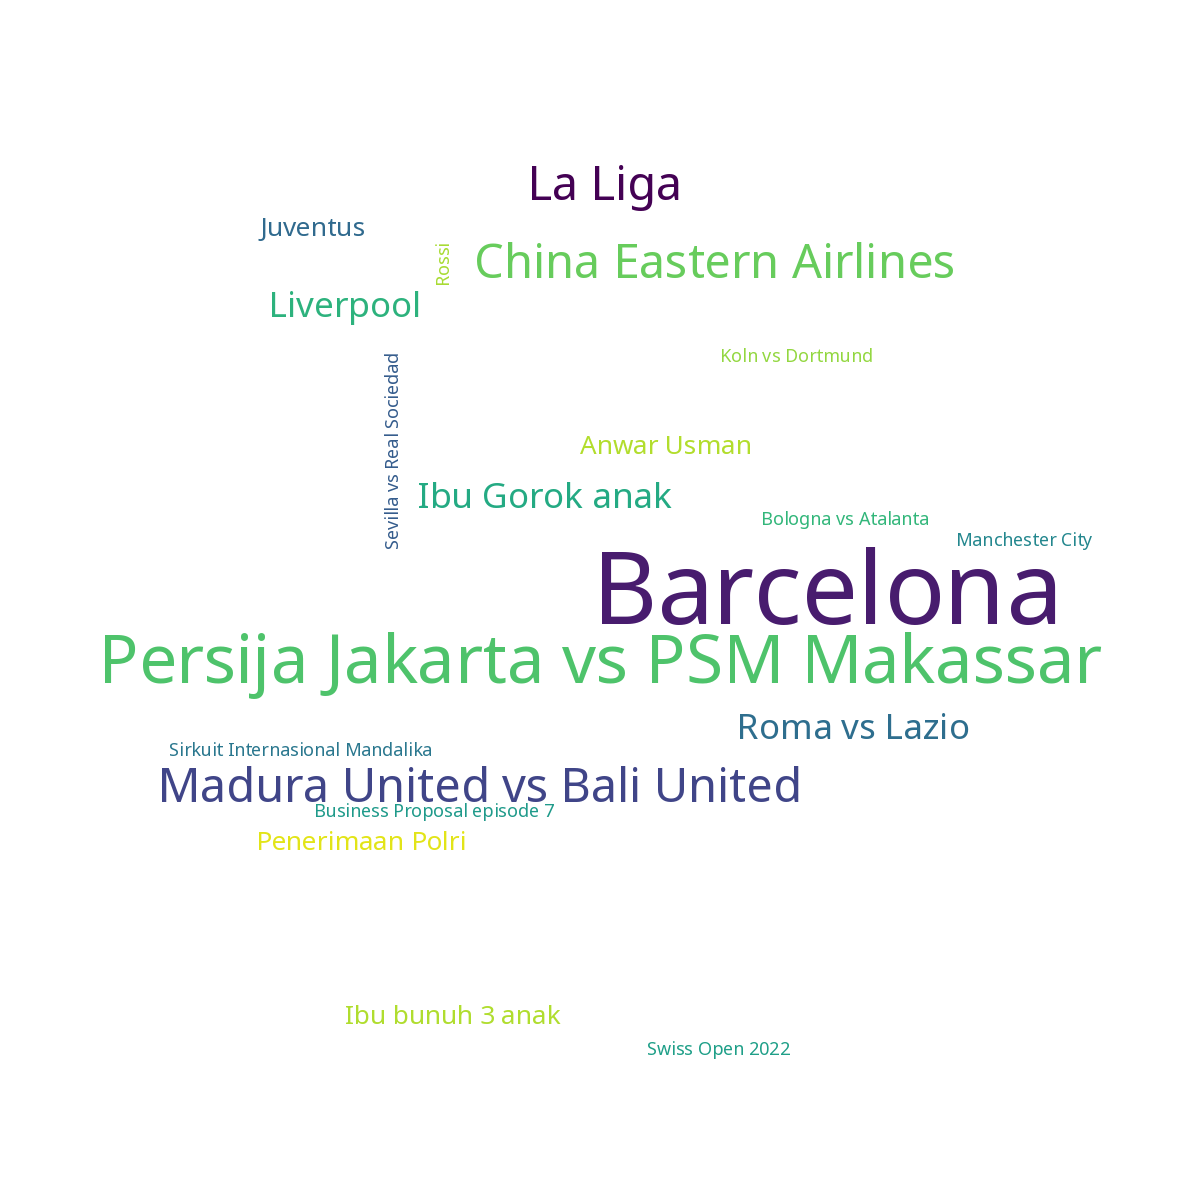 La Liga
Juventus
Rossi
China Eastern Airlines
Liverpool
Koln vs Dortmund
Sevilla vs Real Sociedad
Anwar Usman
Ibu Gorok anak
Bologna vs Atalanta
Manchester City
Barcelona
Persija Jakarta vs PSM Makassar
Roma vs Lazio
Sirkuit Internasional Mandalika
Madura United vs Bali United
Business Proposal episode 7
Penerimaan Polri
Ibu bunuh 3 anak
Swiss Open 2022